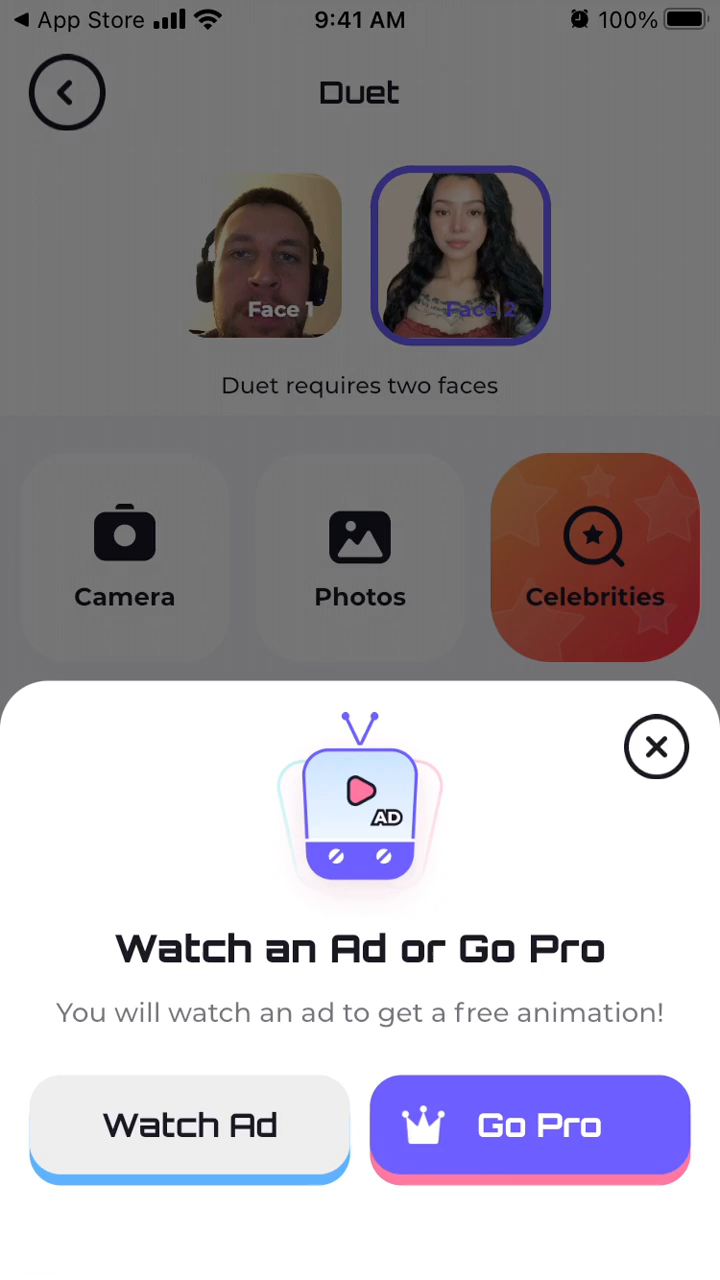 App Store 9:41 AM 100%
Duet
Face 1 Face 2
Duet requires two faces
Camera Photos Celebrities
AD
Watch an Ad or Go Pro
You will watch an ad to get a free animation!
Watch Ad Go Pro